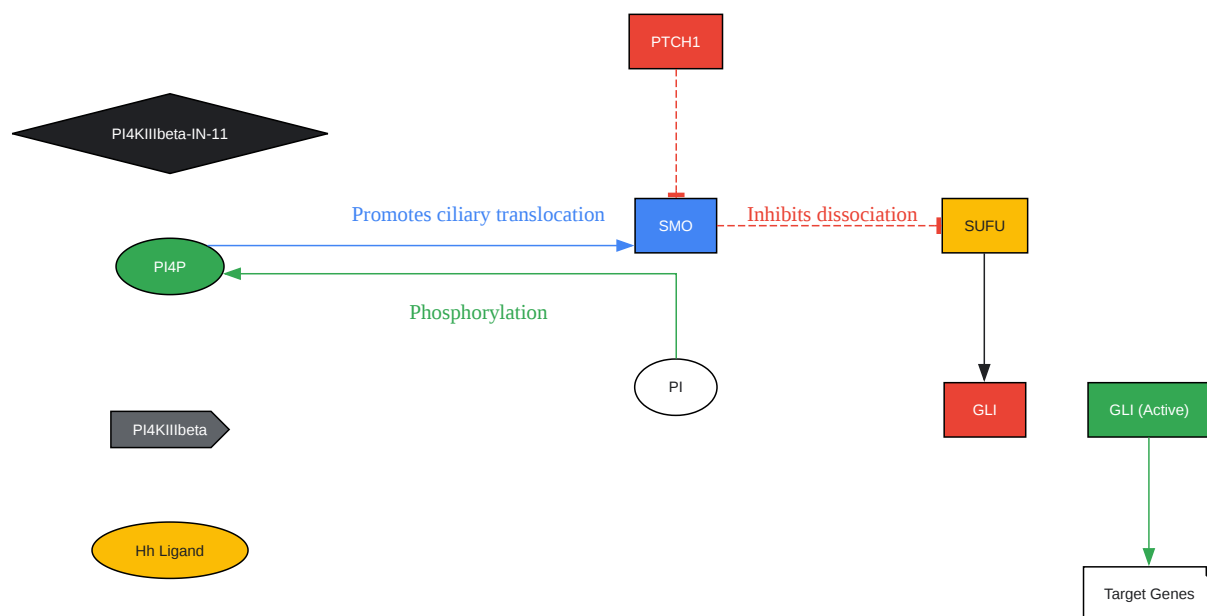 PTCH1
PI4KIIIbeta-IN-11
Promotes ciliary translocation
Inhibits dissociation
SMO
SUFU
PI4P
Phosphorylation
PI
GLI
GLI (Active)
PI4KIIIbeta
Hh Ligand
Target Genes